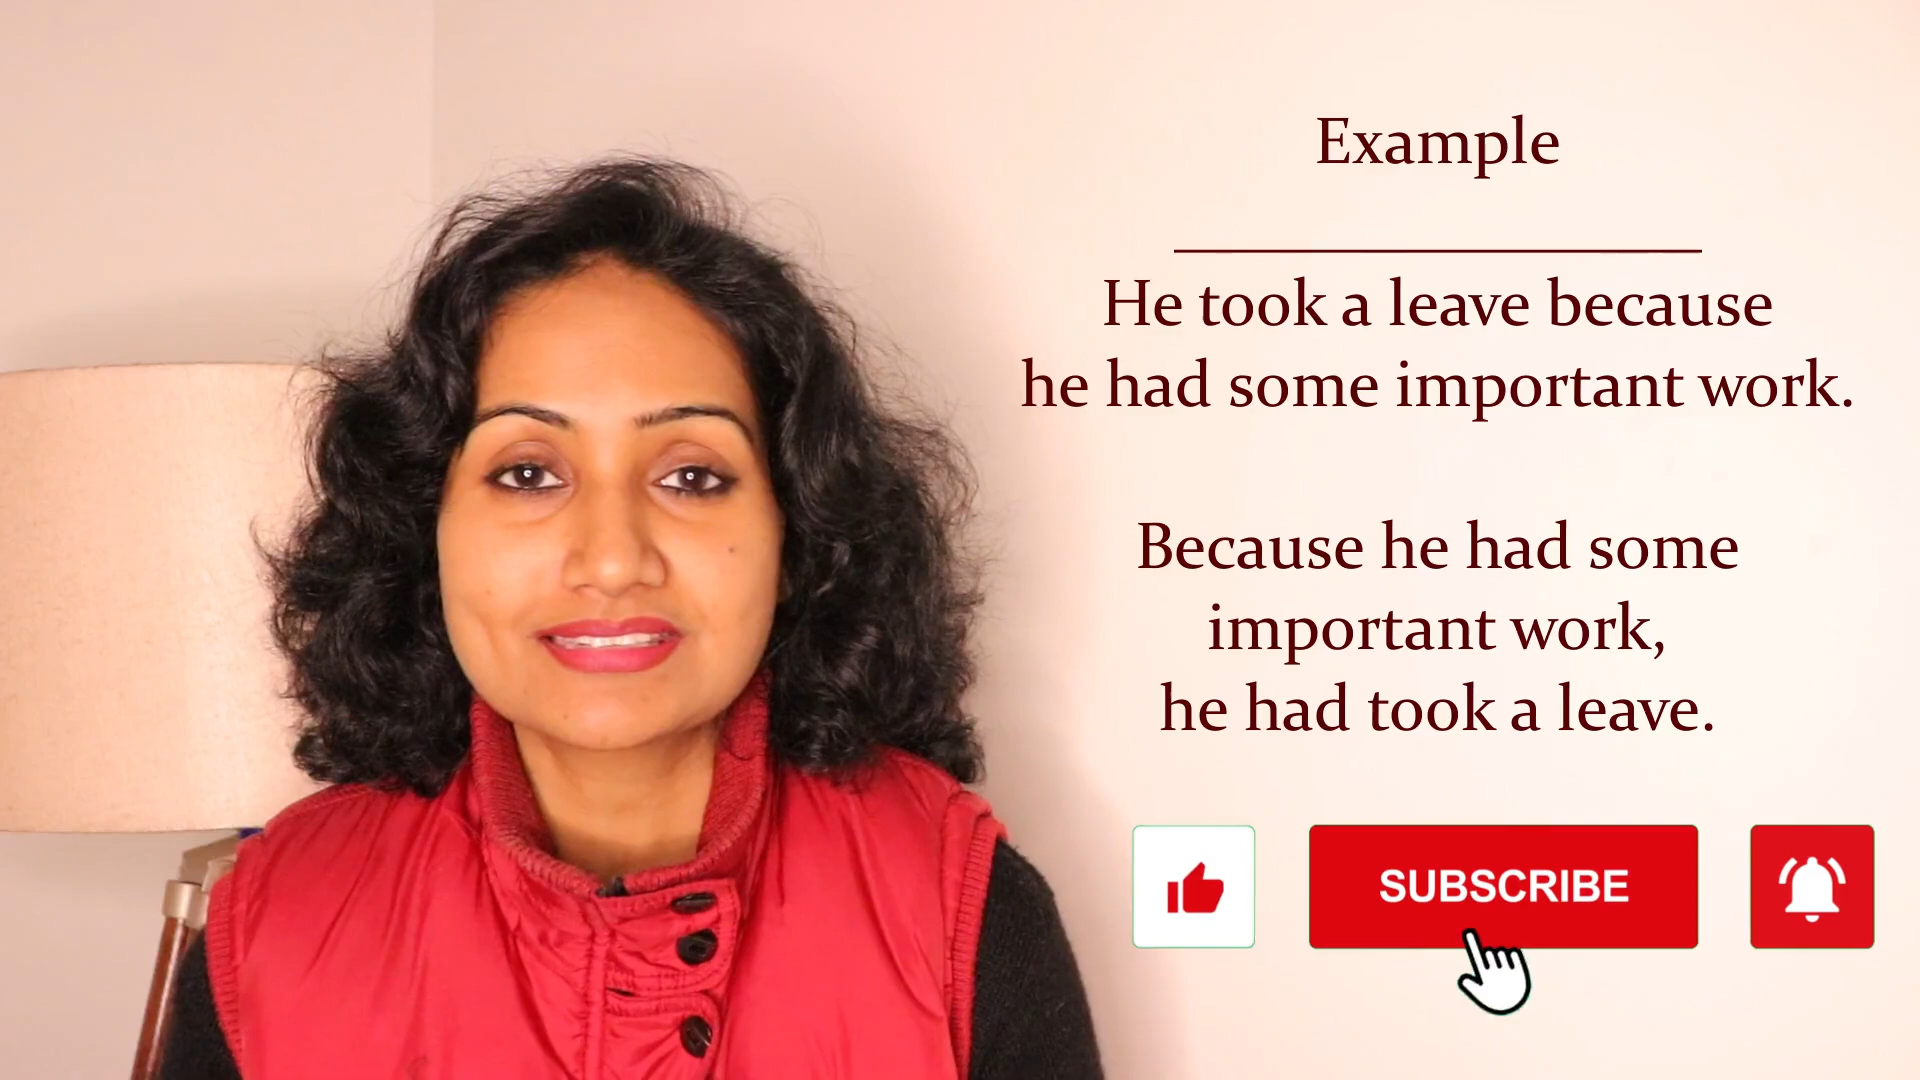 Example
He took a leave because
he had some important work.
Because he had some
important work,
he had took a leave.
SUBSCRIBE